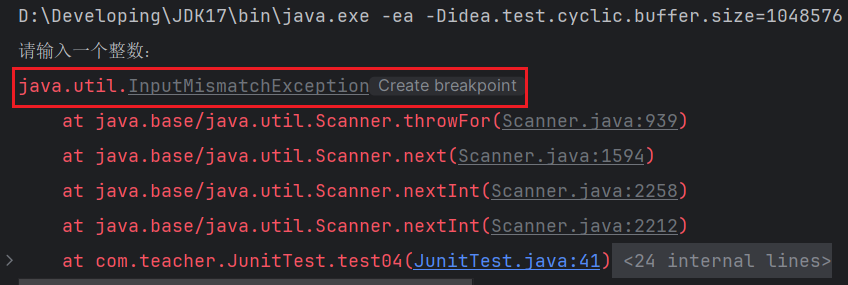 D:\Developing\JDK17\bin\java.exe -ea -Didea.test.cyclic.buffer.size=1048576
请输入一个整数:
java.util.InputMismatchException Create breakpoint
at java.base/java.util.Scanner.throwFor(Scanner.java:939)
at java.base/java.util.Scanner.next(Scanner.java:1594)
at java.base/java.util.Scanner.nextInt(Scanner.java:2258)
at java.base/java.util.Scanner.nextInt(Scanner.java:2212)
at com.teacher.JunitTest.test04(JunitTest.java:41) <24 internal lines>